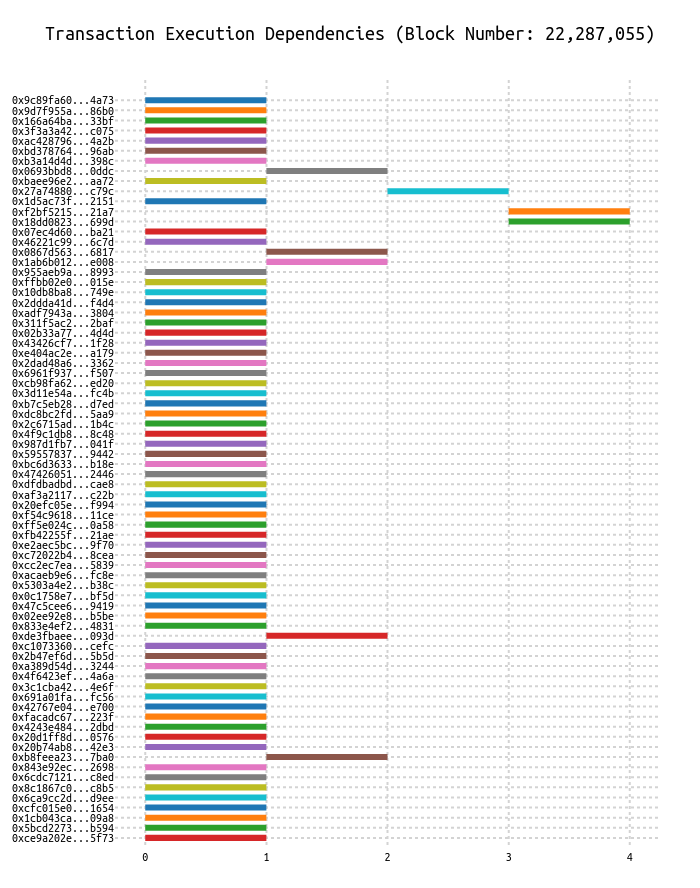 Transaction Execution Dependencies (Block Number: 22,287,055)
0x9c89fa60...4a73
0x9d7f955a...86b0
0x166a64ba...33bf
0x3f3a3a42...c075
0xac428796...4a2b
0xbd378764...96ab
0xb3a14d4d...398c
0x0693bbd8...0ddc
0xbaee96e2...aa72
0x27a74880...c79c
0x1d5ac73f...2151
0xf2bf5215...21a7
0x18dd0823...699d
0x07ec4d60...ba21
0x46221c99...6c7d
0x0867d563...6817
0x1ab6b012...e008
0x955aeb9a...8993
0xffbb02e0...015e
0x10db8ba8...749e
0x2ddda41d...f4d4
0xadf7943a...3804
0x311f5ac2...2baf
0x02b33a77...4d4d
0x43426cf7...1f28
0xe404ac2e...a179
0x2dad48a6...3362
0x6961f937...f507
0xcb98fa62...ed20
0x3d11e54a...fc4b
0xb7c5eb28...d7ed
0xdc8bc2fd...5aa9
0x2c6715ad...1b4c
0x4f9c1db8...8c48
0x987d1fb7...041f
0x59557837...9442
0xbc6d3633...b18e
0x47426051...2446
0xdfdbadbd...cae8
0xaf3a2117...c22b
0x20efc05e...f994
0xf54c9618...11ce
0xff5e024c...0a58
0xfb42255f...21ae
0xe2aec5bc...9f70
0xc72022b4...8cea
0xcc2ec7ea...5839
0xacaeb9e6...fc8e
0x5303a4e2...b38c
0x0c1758e7...bf5d
0x47c5cee6...9419
0x02ee92e8...b5be
0x833e4ef2...4831
0xde3fbaee...093d
0xc1073360...cefc
0x2b47ef6d...5b5d
0xa389d54d...3244
0x4f6423ef...4a6a
0x3c1cba42...4e6f
0x691a01fa...fc56
0x42767e04...e700
0xfacadc67...223f
0x4243e484...2dbd
0x20d1ff8d...0576
0x20b74ab8...42e3
0xb8feea23...7ba0
0x843e92ec...2698
0x6cdc7121...c8ed
0x8c1867c0...c8b5
0x6ca9cc2d...d9ee
0xcfc015e0...1654
0x1cb043ca...09a8
0x5bcd2273...b594
0xce9a202e...5f73
0 1 2 3 4